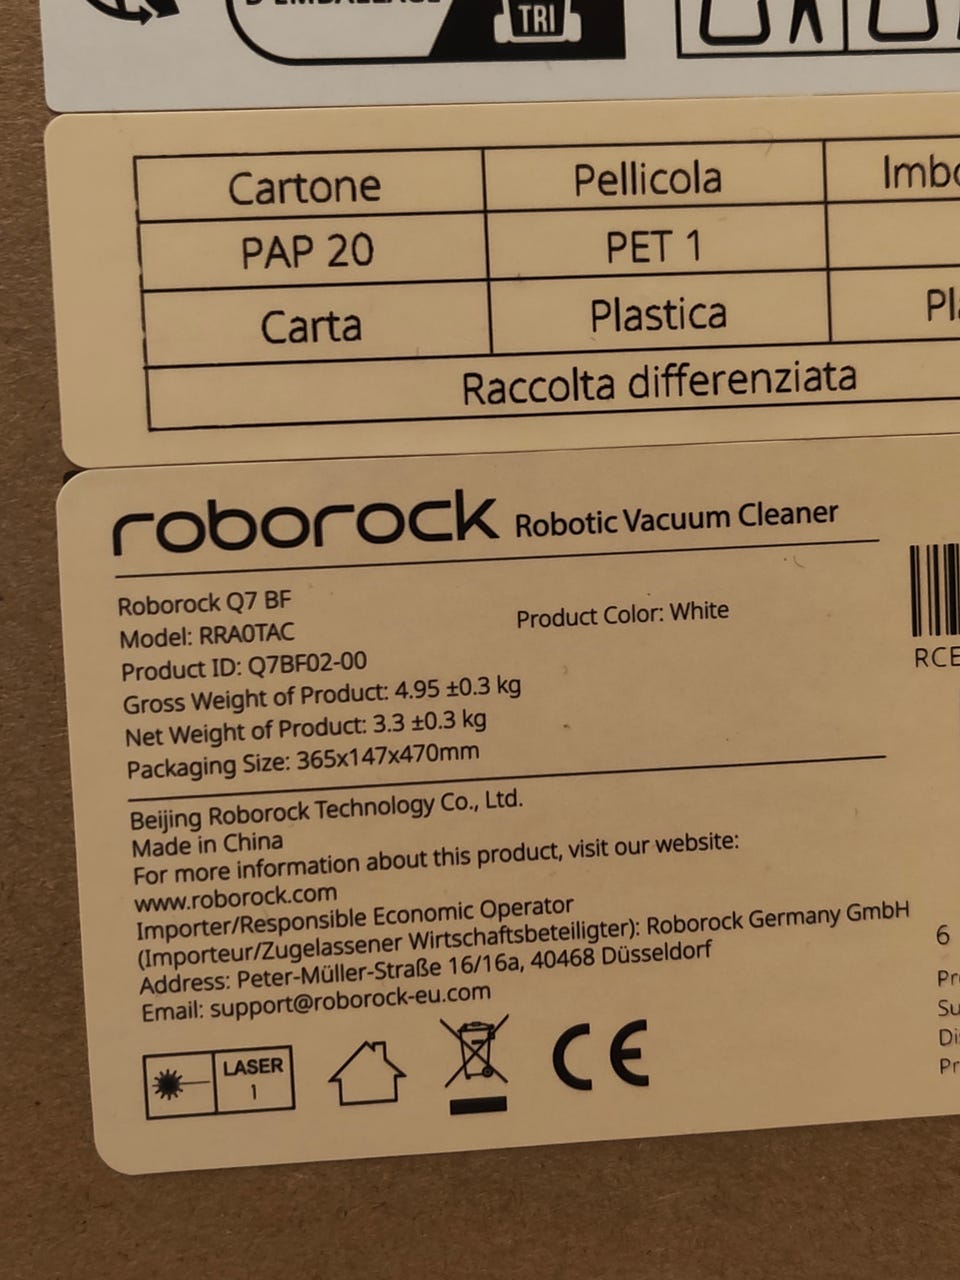 TRI
Cartone Pellicola
PAP 20 PET 1
Carta Plastica
Raccolta differenziata
roborock Robotic Vacuum Cleaner
Roborock Q7 BF
Model: RRA0TAC
Product Color: White
Product ID: Q7BF02-00
Gross Weight of Product: 4.95 ±0.3 kg
Net Weight of Product: 3.3 ±0.3 kg
Packaging Size: 365x147x470mm
RCE
Beijing Roborock Technology Co., Ltd.
Made in China
For more information about this product, visit our website:
www.roborock.com
Importer/Responsible Economic Operator
(Importeur/Zugelassener Wirtschaftsbeteiligter): Roborock Germany GmbH
Address: Peter-Müller-Straße 16/16a, 40468 Düsseldorf
Email: support@roborock-eu.com
6
LASER
1
CE